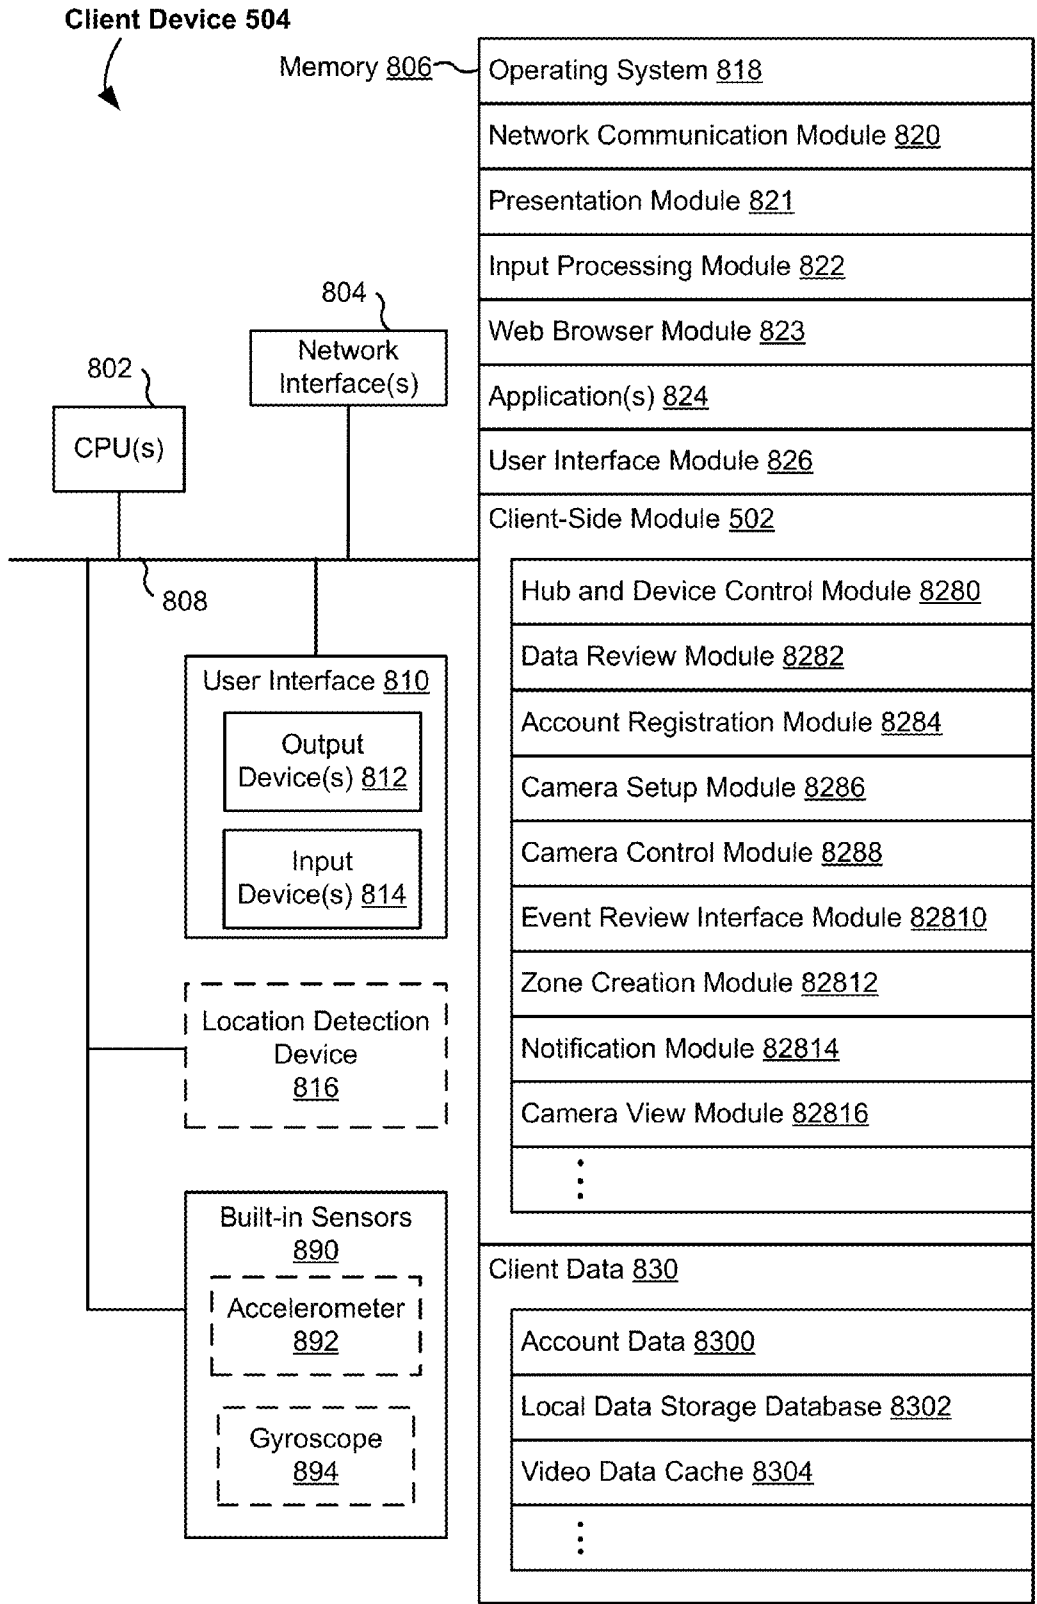 Client Device 504
Memory 806
Operating System 818
Network Communication Module 820
Presentation Module 821
Input Processing Module 822
Web Browser Module 823
Application(s) 824
User Interface Module 826
Client-Side Module 502
Hub and Device Control Module 8280
Data Review Module 8282
Account Registration Module 8284
Camera Setup Module 8286
Camera Control Module 8288
Event Review Interface Module 82810
Zone Creation Module 82812
Notification Module 82814
Camera View Module 82816
Client Data 830
Account Data 8300
Local Data Storage Database 8302
Video Data Cache 8304
804
Network
Interface(s)
802
CPU(s)
808
User Interface 810
Output
Device(s) 812
Input
Device(s) 814
Location Detection
Device
816
Built-in Sensors
890
Accelerometer
892
Gyroscope
894